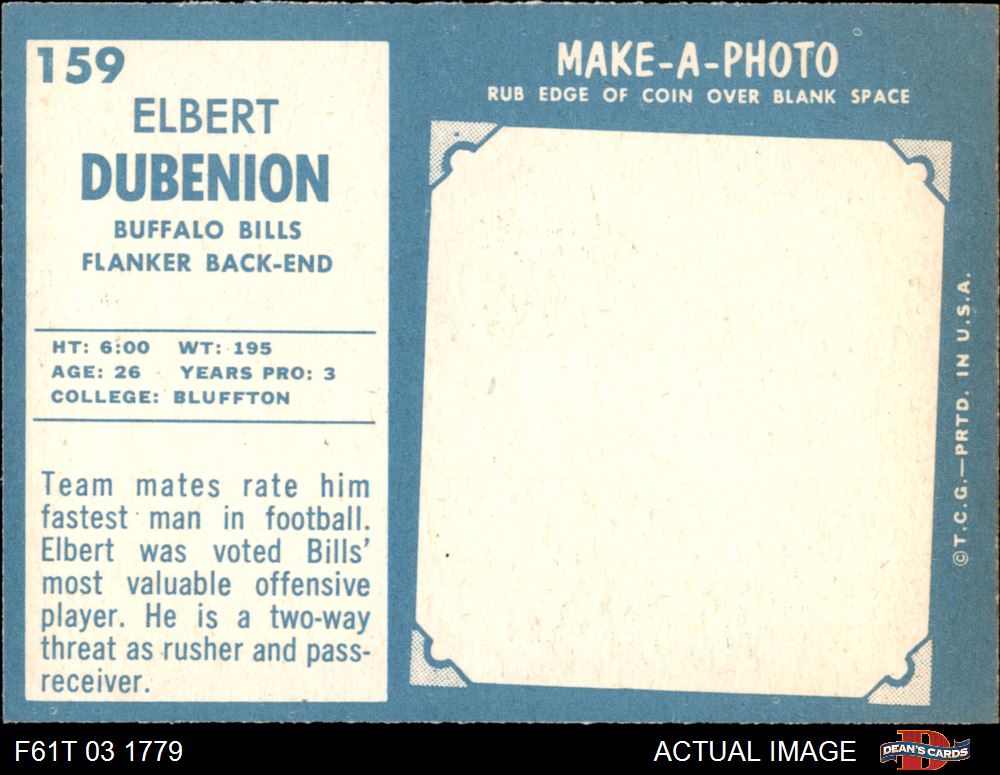 159
ELBERT
DUBENION
BUFFALO BILLS
FLANKER BACK-END
HT: 6:00 WT: 195
AGE: 26 YEARS PRO: 3
COLLEGE: BLUFFTON
Team mates rate him
fastest man in football.
Elbert was voted Bills'
most valuable offensive
player. He is a two-way
threat as rusher and pass-
receiver.
MAKE-A-PHOTO
RUB EDGE OF COIN OVER BLANK SPACE
©T.C.G.—PRTD. IN U.S.A.
F61T 03 1779
ACTUAL IMAGE
DEAN'S CARDS